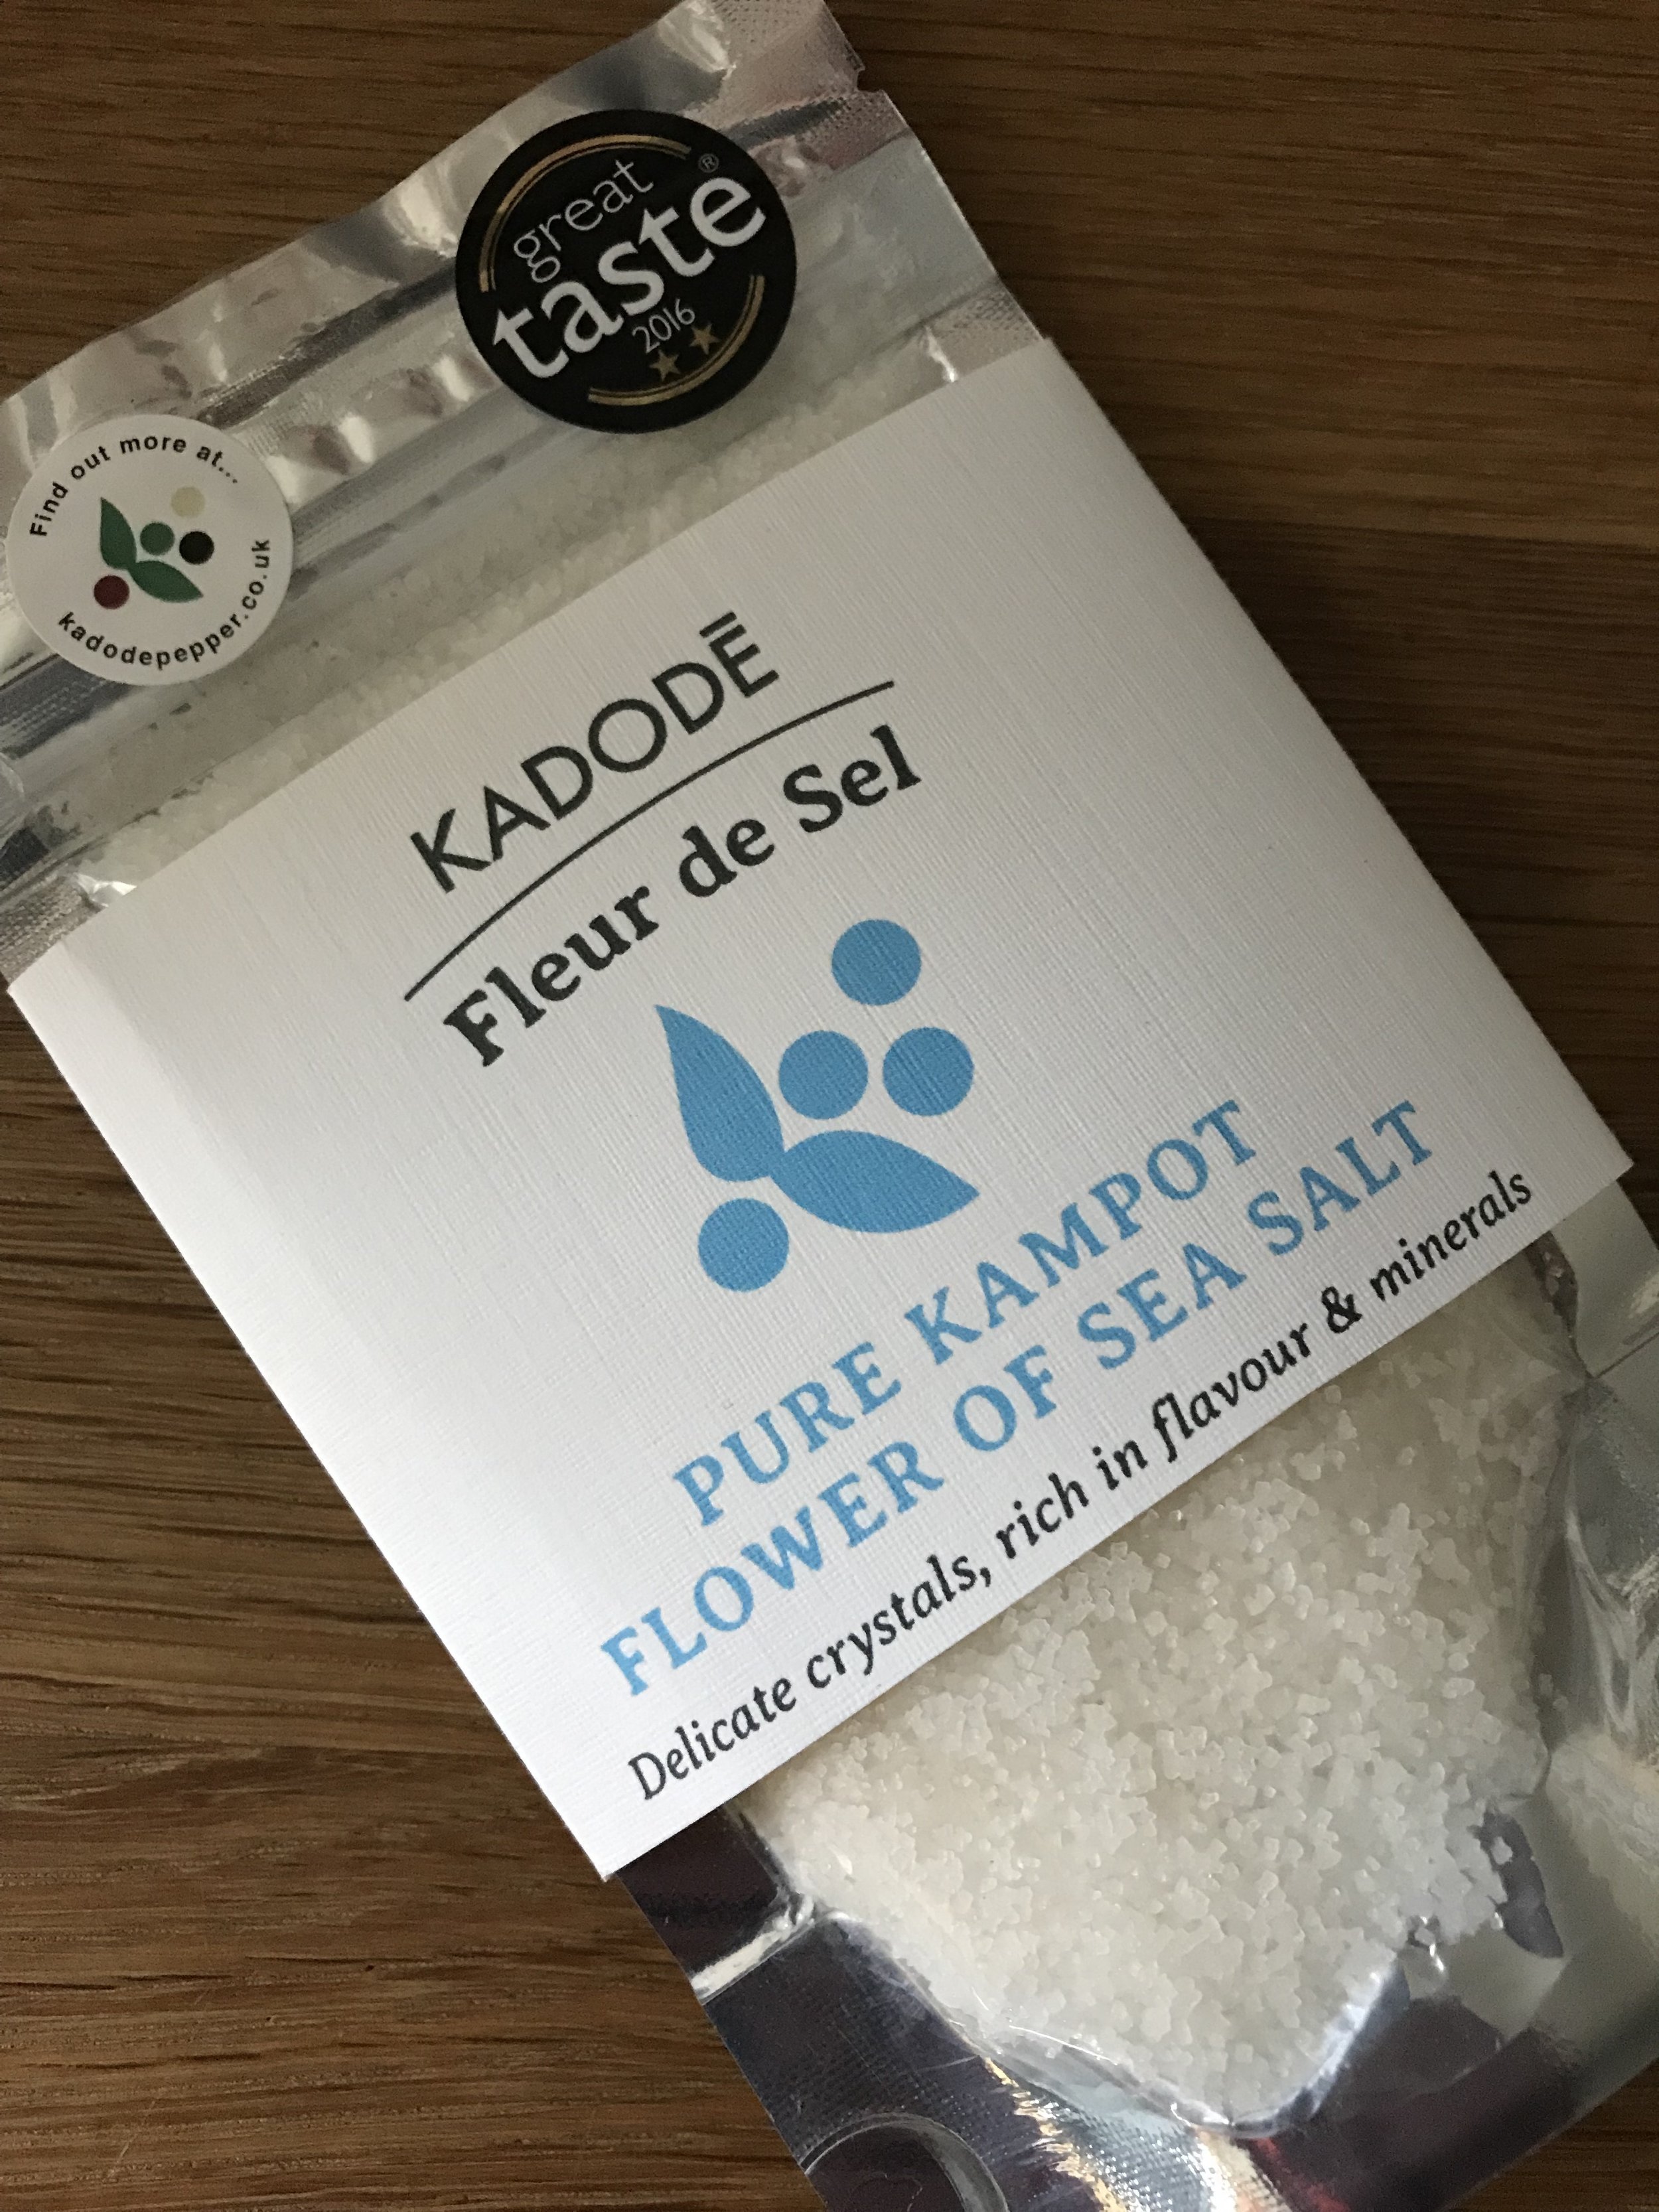 great
taste®
2016
Find out more at...
kadodepepper.co.uk
KADODĒ
Fleur de Sel
PURE KAMPOT
FLOWER OF SEA SALT
Delicate crystals, rich in flavour & minerals